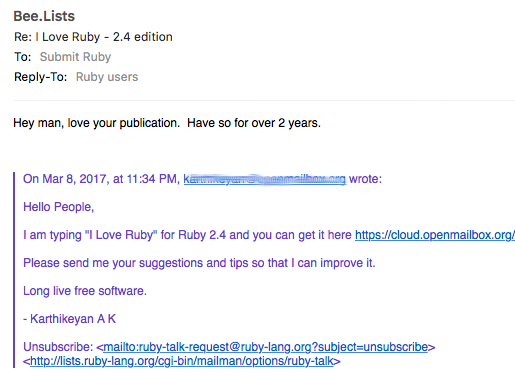 Bee.Lists
Re: I Love Ruby - 2.4 edition
To: Submit Ruby
Reply-To: Ruby users
Hey man, love your publication.  Have so for over 2 years.
On Mar 8, 2017, at 11:34 PM, wrote:
Hello People,
I am typing "I Love Ruby" for Ruby 2.4 and you can get it here https://cloud.openmailbox.org/
Please send me your suggestions and tips so that I can improve it.
Long live free software.
- Karthikeyan A K
Unsubscribe: <mailto:ruby-talk-request@ruby-lang.org?subject=unsubscribe>
<http://lists.ruby-lang.org/cgi-bin/mailman/options/ruby-talk>